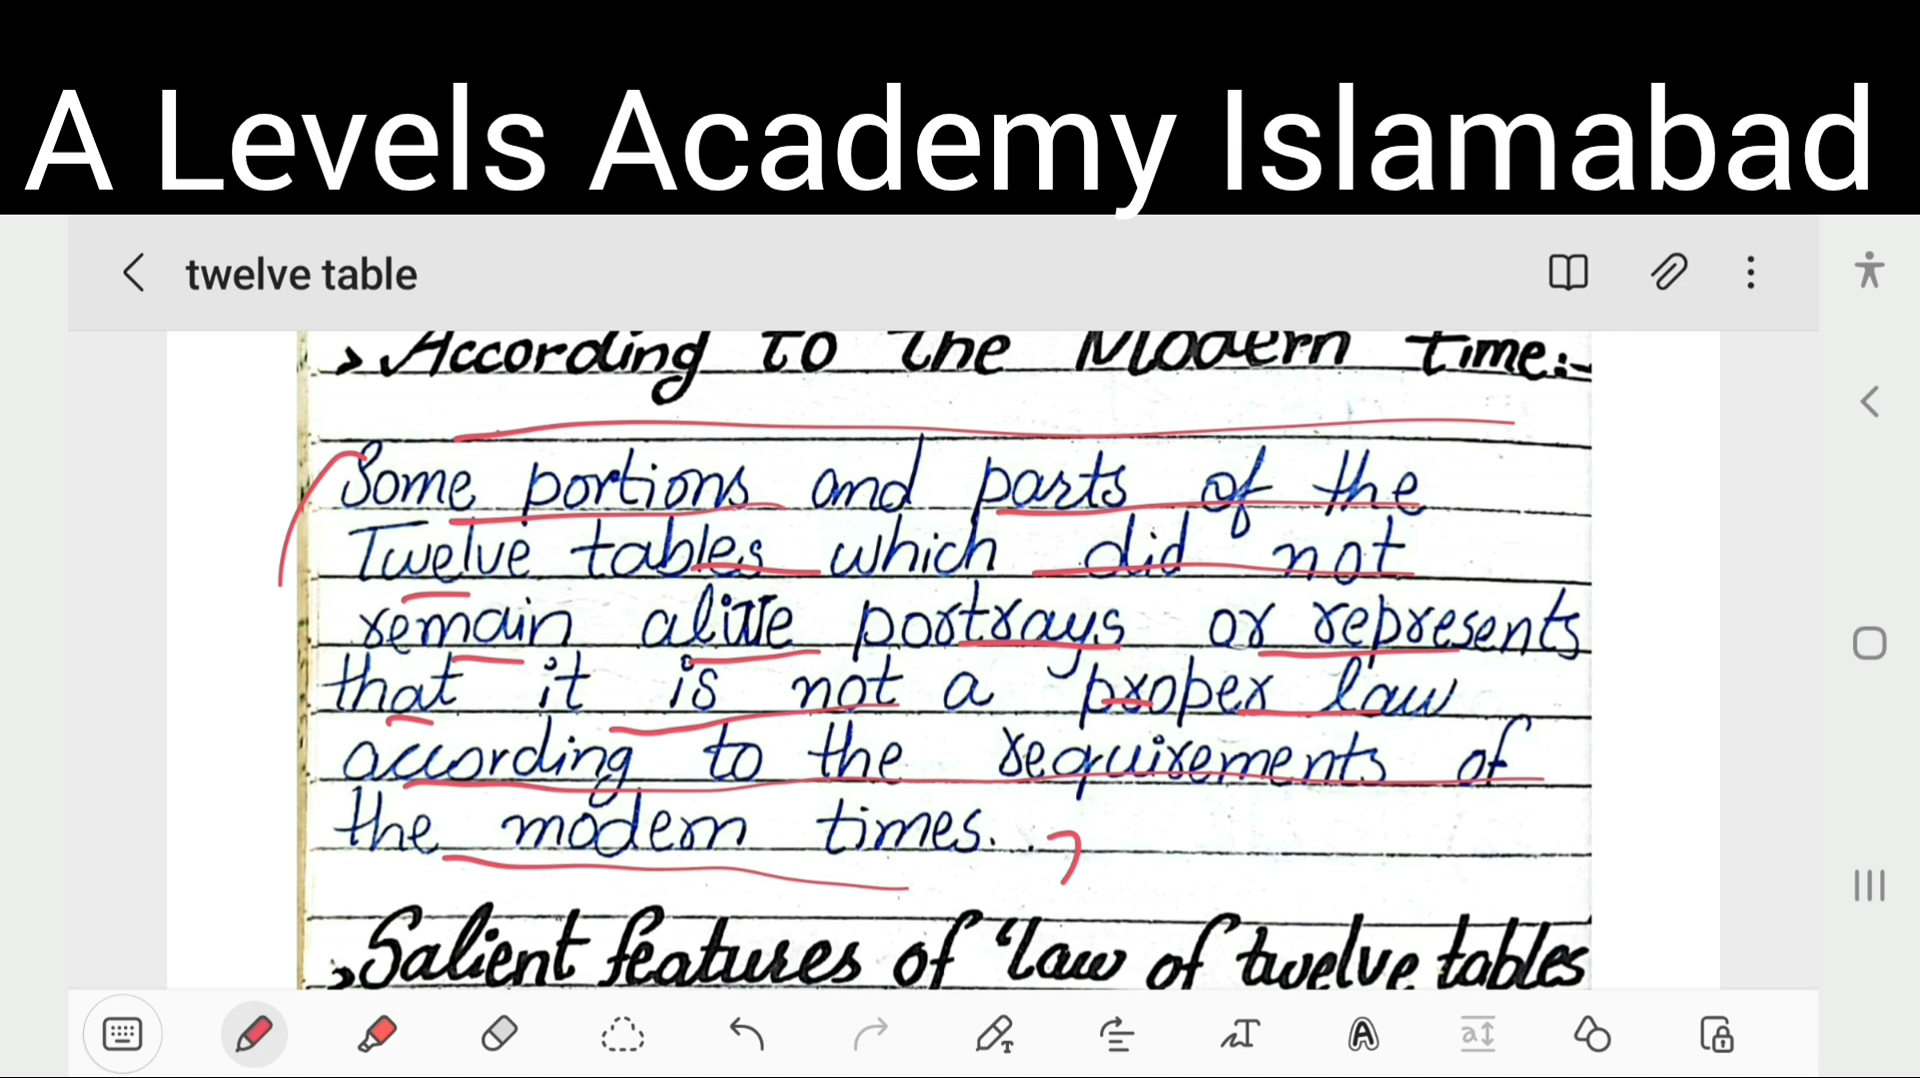 A Levels Academy Islamabad
twelve table
> According to the Modern time:-
Some portions and parts of the
Twelve tables which did not
remain alive portrays or represents
that it is not a proper law
according to the requirements of
the modern times.
> Salient features of "law of twelve tables